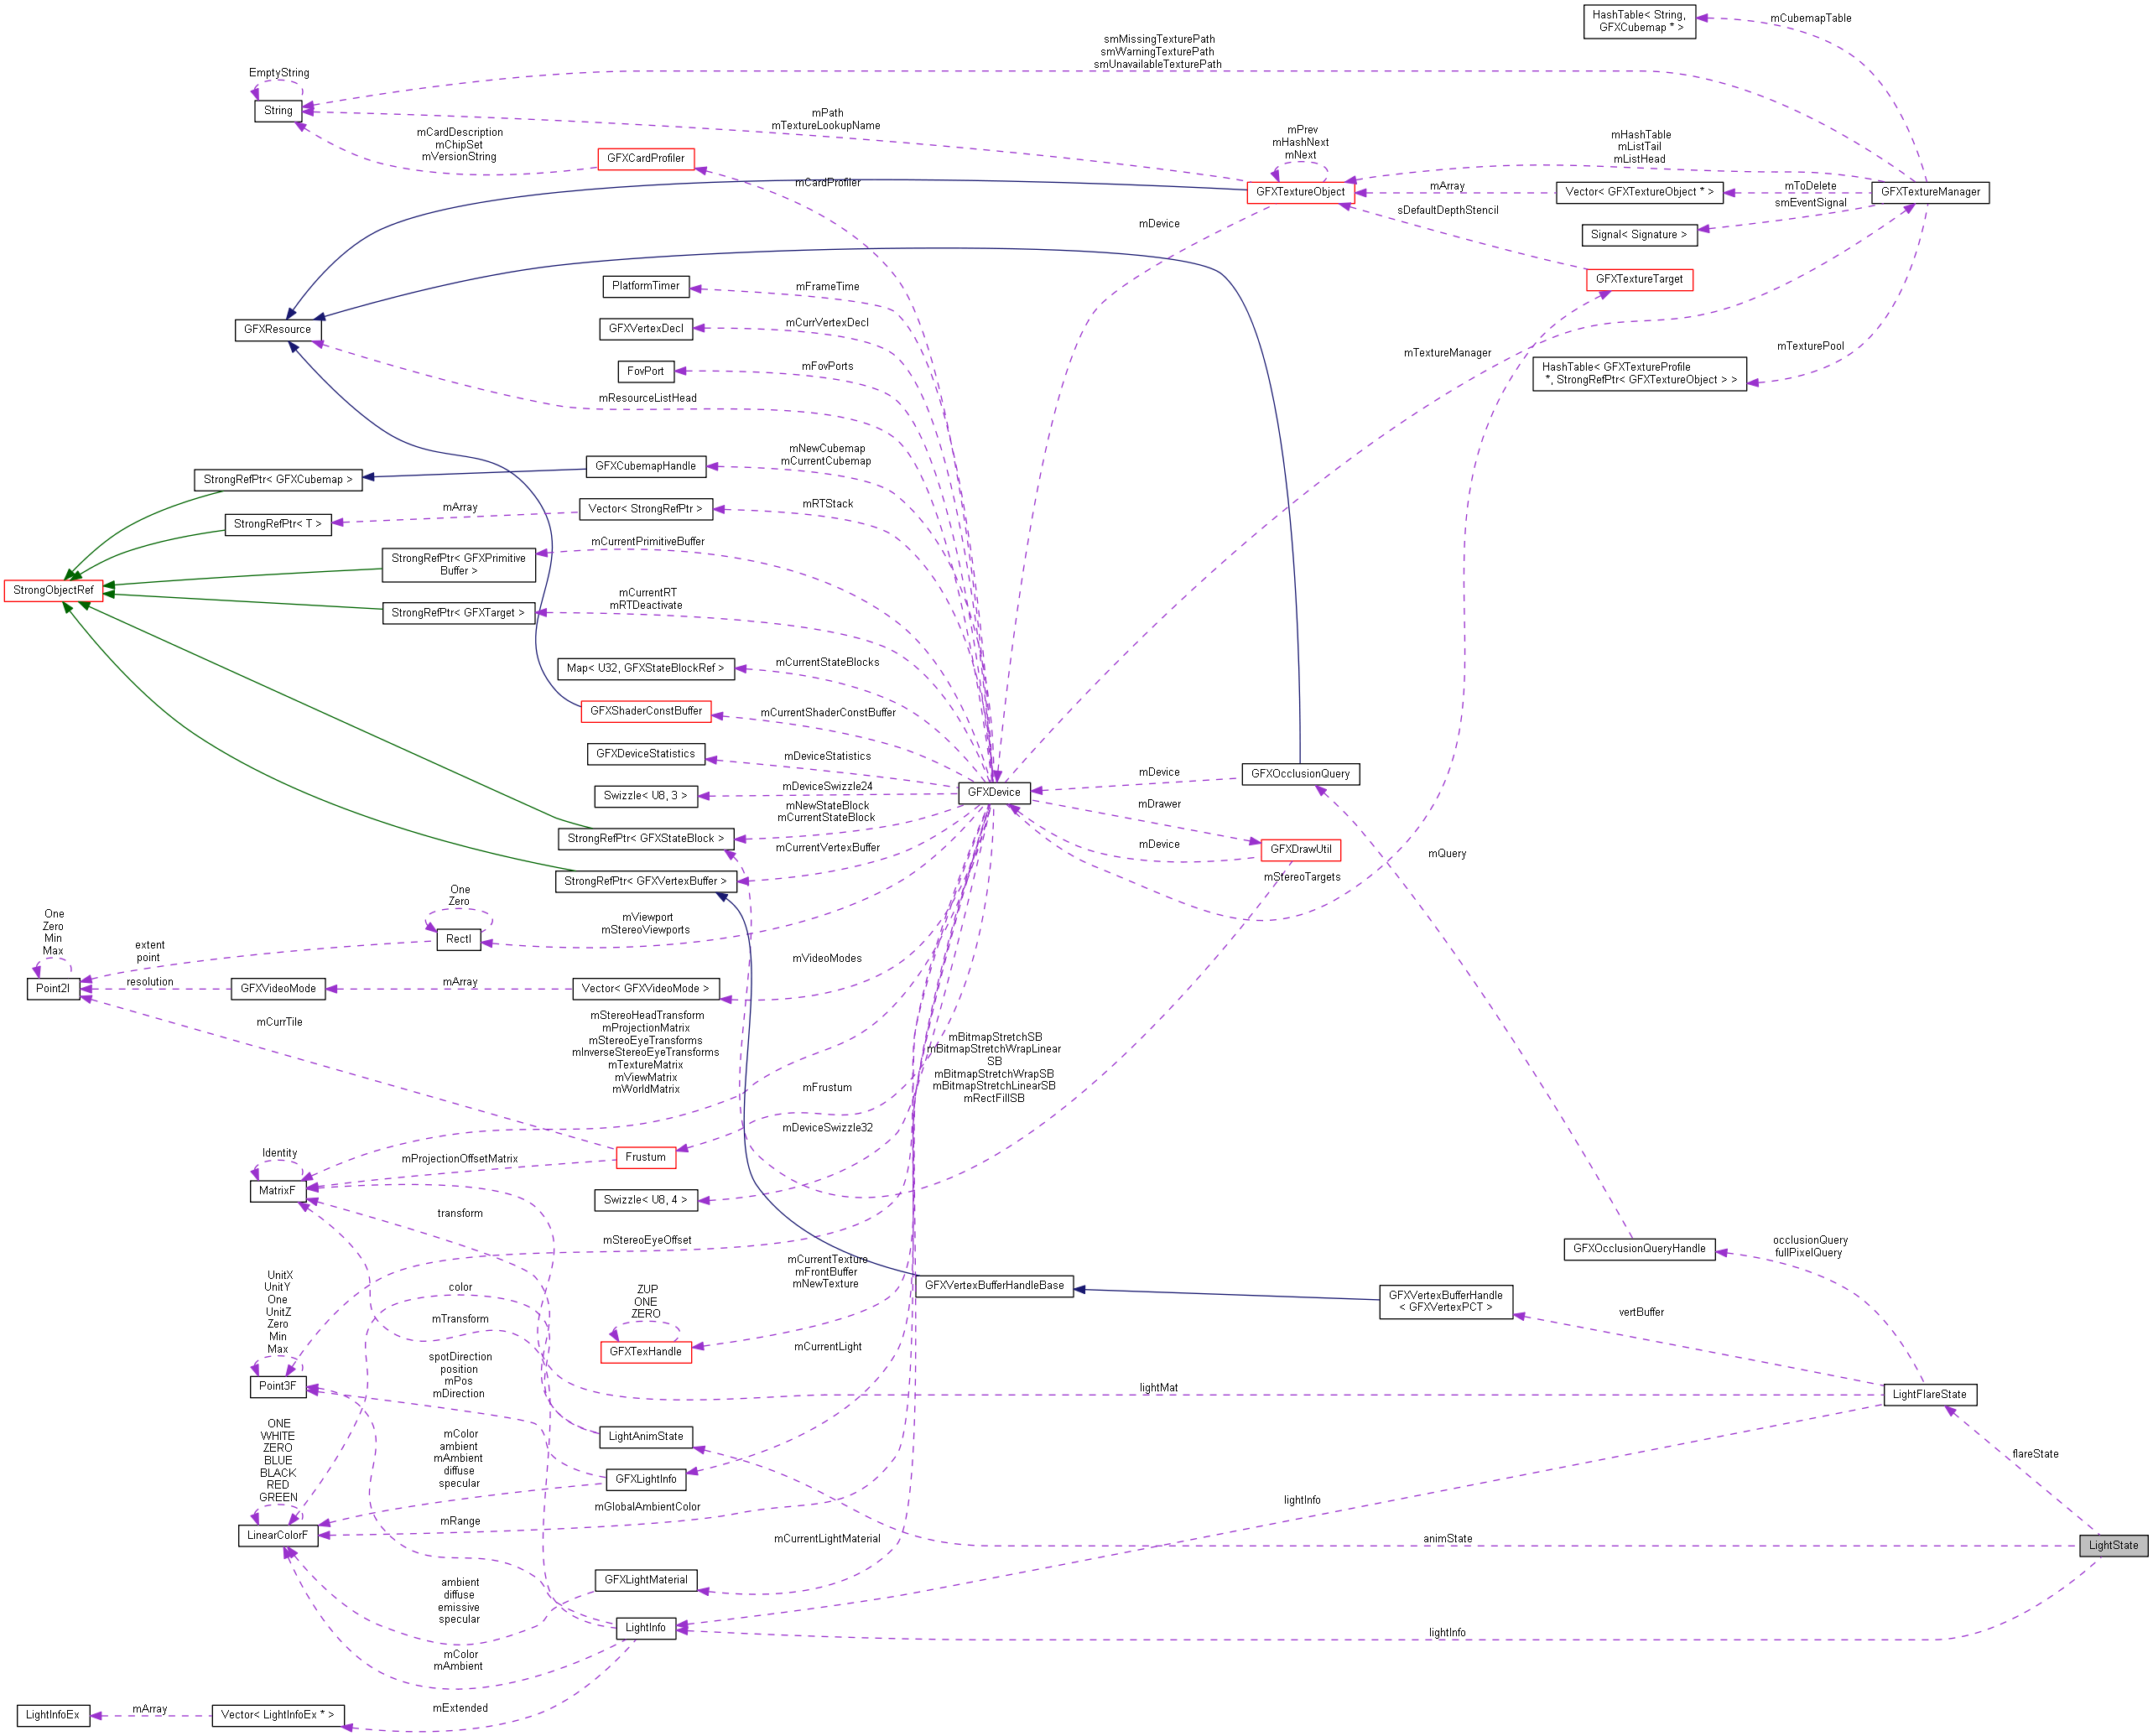 HashTable< String,
GFXCubemap * >
mCubemapTable
smMissingTexturePath
smWarningTexturePath
smUnavailableTexturePath
EmptyString
String
mPath
mTextureLookupName
mCardDescription
mChipSet
mVersionString
GFXCardProfiler
mPrev
mHashNext
mNext
mHashTable
mListTail
mListHead
mCardProfiler
GFXTextureObject
mArray
Vector< GFXTextureObject * >
mToDelete
GFXTextureManager
smEventSignal
sDefaultDepthStencil
mDevice
Signal< Signature >
PlatformTimer
mFrameTime
GFXTextureTarget
GFXResource
GFXVertexDecl
mCurrVertexDecl
mTextureManager
mTexturePool
FovPort
mFovPorts
HashTable< GFXTextureProfile
*, StrongRefPtr< GFXTextureObject > >
mResourceListHead
mNewCubemap
mCurrentCubemap
StrongRefPtr< GFXCubemap >
GFXCubemapHandle
mRTStack
mArray
Vector< StrongRefPtr >
StrongRefPtr< T >
mCurrentPrimitiveBuffer
StrongRefPtr< GFXPrimitive
Buffer >
StrongObjectRef
mCurrentRT
mRTDeactivate
StrongRefPtr< GFXTarget >
Map< U32, GFXStateBlockRef >
mCurrentStateBlocks
GFXShaderConstBuffer
mCurrentShaderConstBuffer
GFXDeviceStatistics
mDeviceStatistics
mDevice
GFXOcclusionQuery
Swizzle< U8, 3 >
mDeviceSwizzle24
GFXDevice
mDrawer
mNewStateBlock
mCurrentStateBlock
StrongRefPtr< GFXStateBlock >
mCurrentVertexBuffer
mDevice
GFXDrawUtil
mQuery
mStereoTargets
StrongRefPtr< GFXVertexBuffer >
One
Zero
mViewport
mStereoViewports
RectI
One
Zero
Min
Max
extent
point
mVideoModes
Point2I
resolution
GFXVideoMode
mArray
Vector< GFXVideoMode >
mCurrTile
mStereoHeadTransform
mProjectionMatrix
mStereoEyeTransforms
mInverseStereoEyeTransforms
mTextureMatrix
mViewMatrix
mWorldMatrix
mBitmapStretchSB
mBitmapStretchWrapLinear
SB
mBitmapStretchWrapSB
mBitmapStretchLinearSB
mRectFillSB
mFrustum
mDeviceSwizzle32
Identity
mProjectionOffsetMatrix
Frustum
MatrixF
Swizzle< U8, 4 >
transform
mStereoEyeOffset
occlusionQuery
fullPixelQuery
GFXOcclusionQueryHandle
mCurrentTexture
mFrontBuffer
mNewTexture
GFXVertexBufferHandleBase
GFXVertexBufferHandle
< GFXVertexPCT >
vertBuffer
UnitX
UnitY
One
UnitZ
Zero
Min
Max
color
ZUP
ONE
ZERO
mTransform
GFXTexHandle
mCurrentLight
Point3F
spotDirection
position
mPos
mDirection
lightMat
LightFlareState
ONE
WHITE
ZERO
BLUE
BLACK
RED
GREEN
mColor
ambient
mAmbient
diffuse
specular
LightAnimState
flareState
GFXLightInfo
lightInfo
mGlobalAmbientColor
mRange
LinearColorF
mCurrentLightMaterial
animState
LightState
ambient
diffuse
emissive
specular
GFXLightMaterial
LightInfo
lightInfo
mColor
mAmbient
mExtended
LightInfoEx
mArray
Vector< LightInfoEx * >